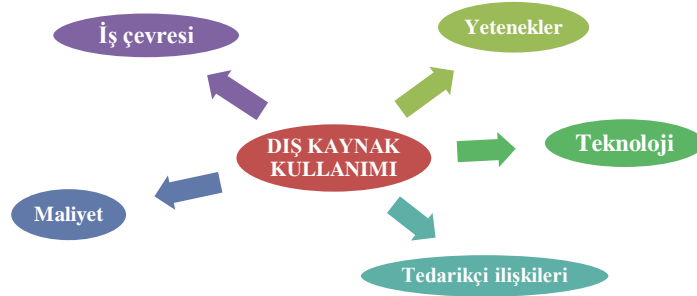 İş çevresi
Yetenekler
DIŞ KAYNAK
KULLANIMI
Teknoloji
Maliyet
Tedarikçi ilişkileri